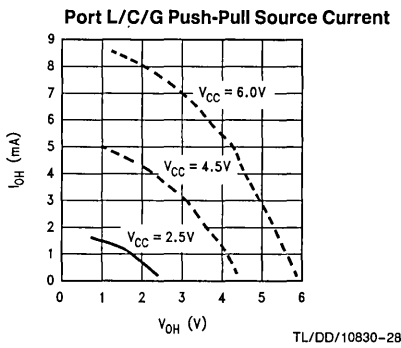 Port L/C/G Push-Pull Source Current
9
8
7
6
5
4
3
2
1
0
I_OH (mA)
V_CC = 6.0V
V_CC = 4.5V
V_CC = 2.5V
0 1 2 3 4 5 6
V_OH (V)
TL/DD/10830-28